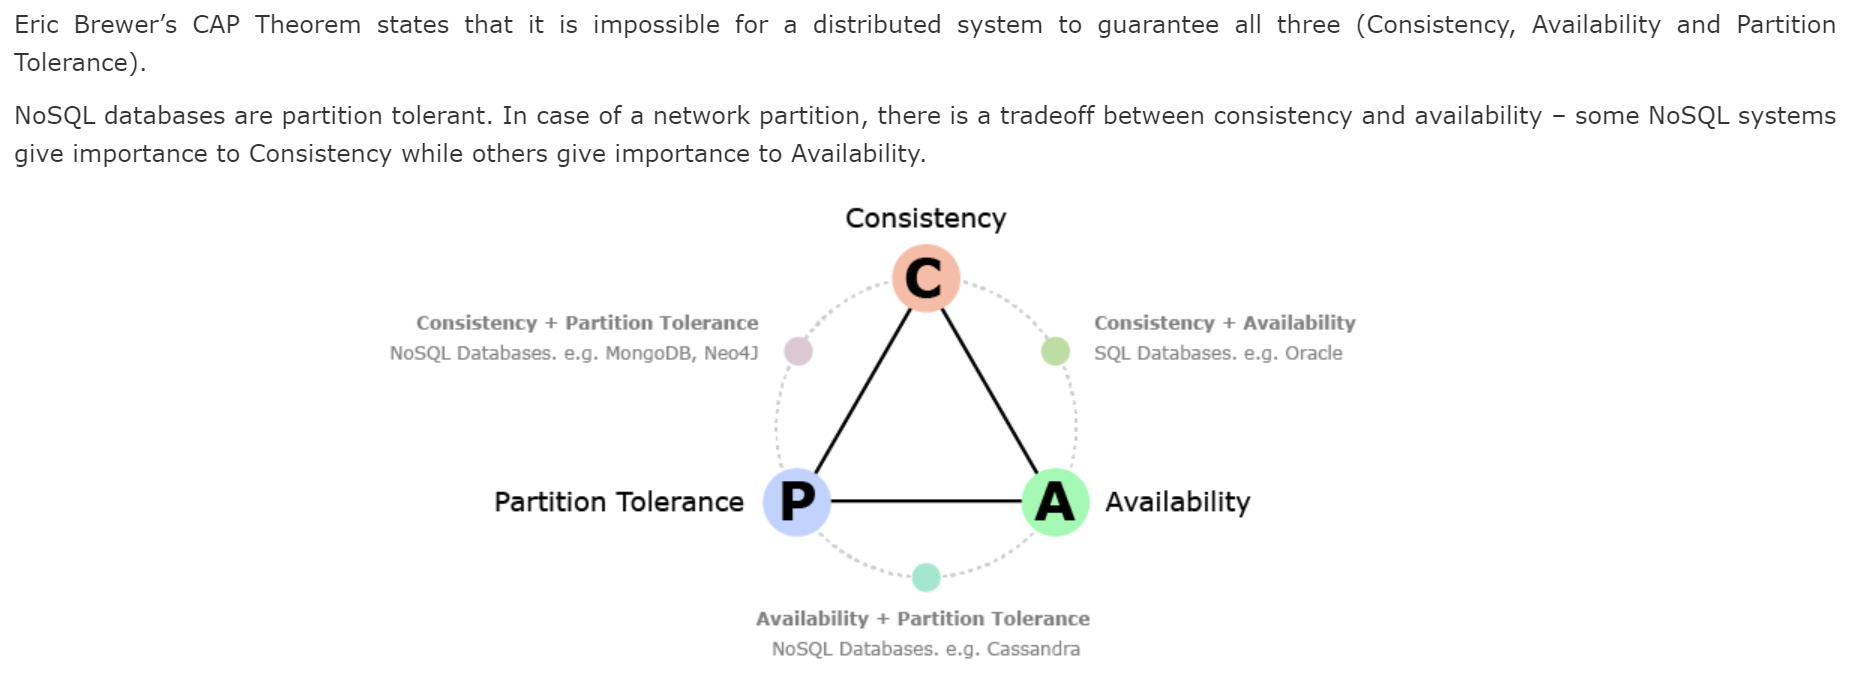 Eric Brewer’s CAP Theorem states that it is impossible for a distributed system to guarantee all three (Consistency, Availability and Partition
Tolerance).
NoSQL databases are partition tolerant. In case of a network partition, there is a tradeoff between consistency and availability – some NoSQL systems
give importance to Consistency while others give importance to Availability.
Consistency
C
Consistency + Partition Tolerance
NoSQL Databases. e.g. MongoDB, Neo4J
Consistency + Availability
SQL Databases. e.g. Oracle
Partition Tolerance
P
A
Availability
Availability + Partition Tolerance
NoSQL Databases. e.g. Cassandra